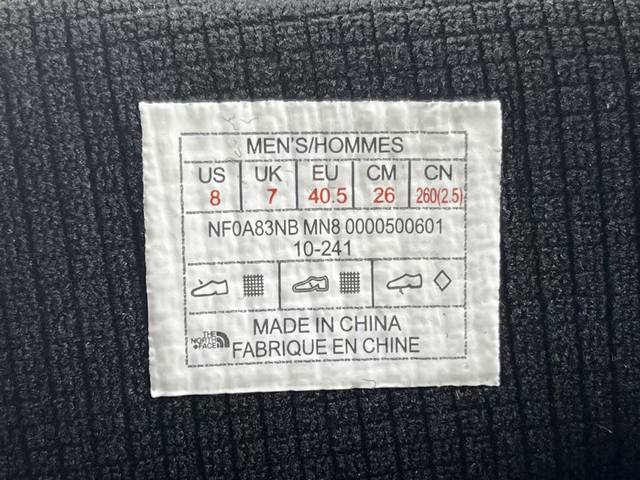 MEN'S/HOMMES
US UK EU CM CN
8 7 40.5 26 260(2.5)
NF0A83NB MN8 0000500601
10-241
MADE IN CHINA
THE NORTH FACE
FABRIQUE EN CHINE